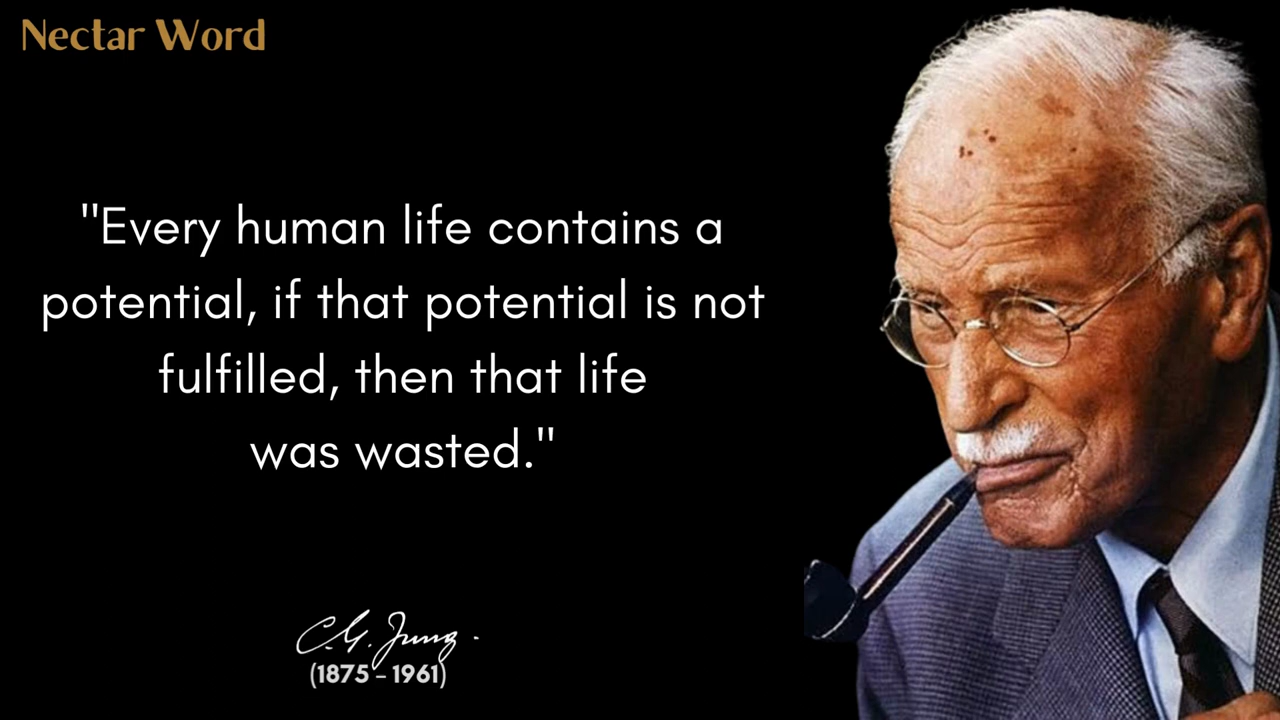 Nectar Word
"Every human life contains a
potential, if that potential is not
fulfilled, then that life
was wasted."
C.G. Jung.
(1875 – 1961)